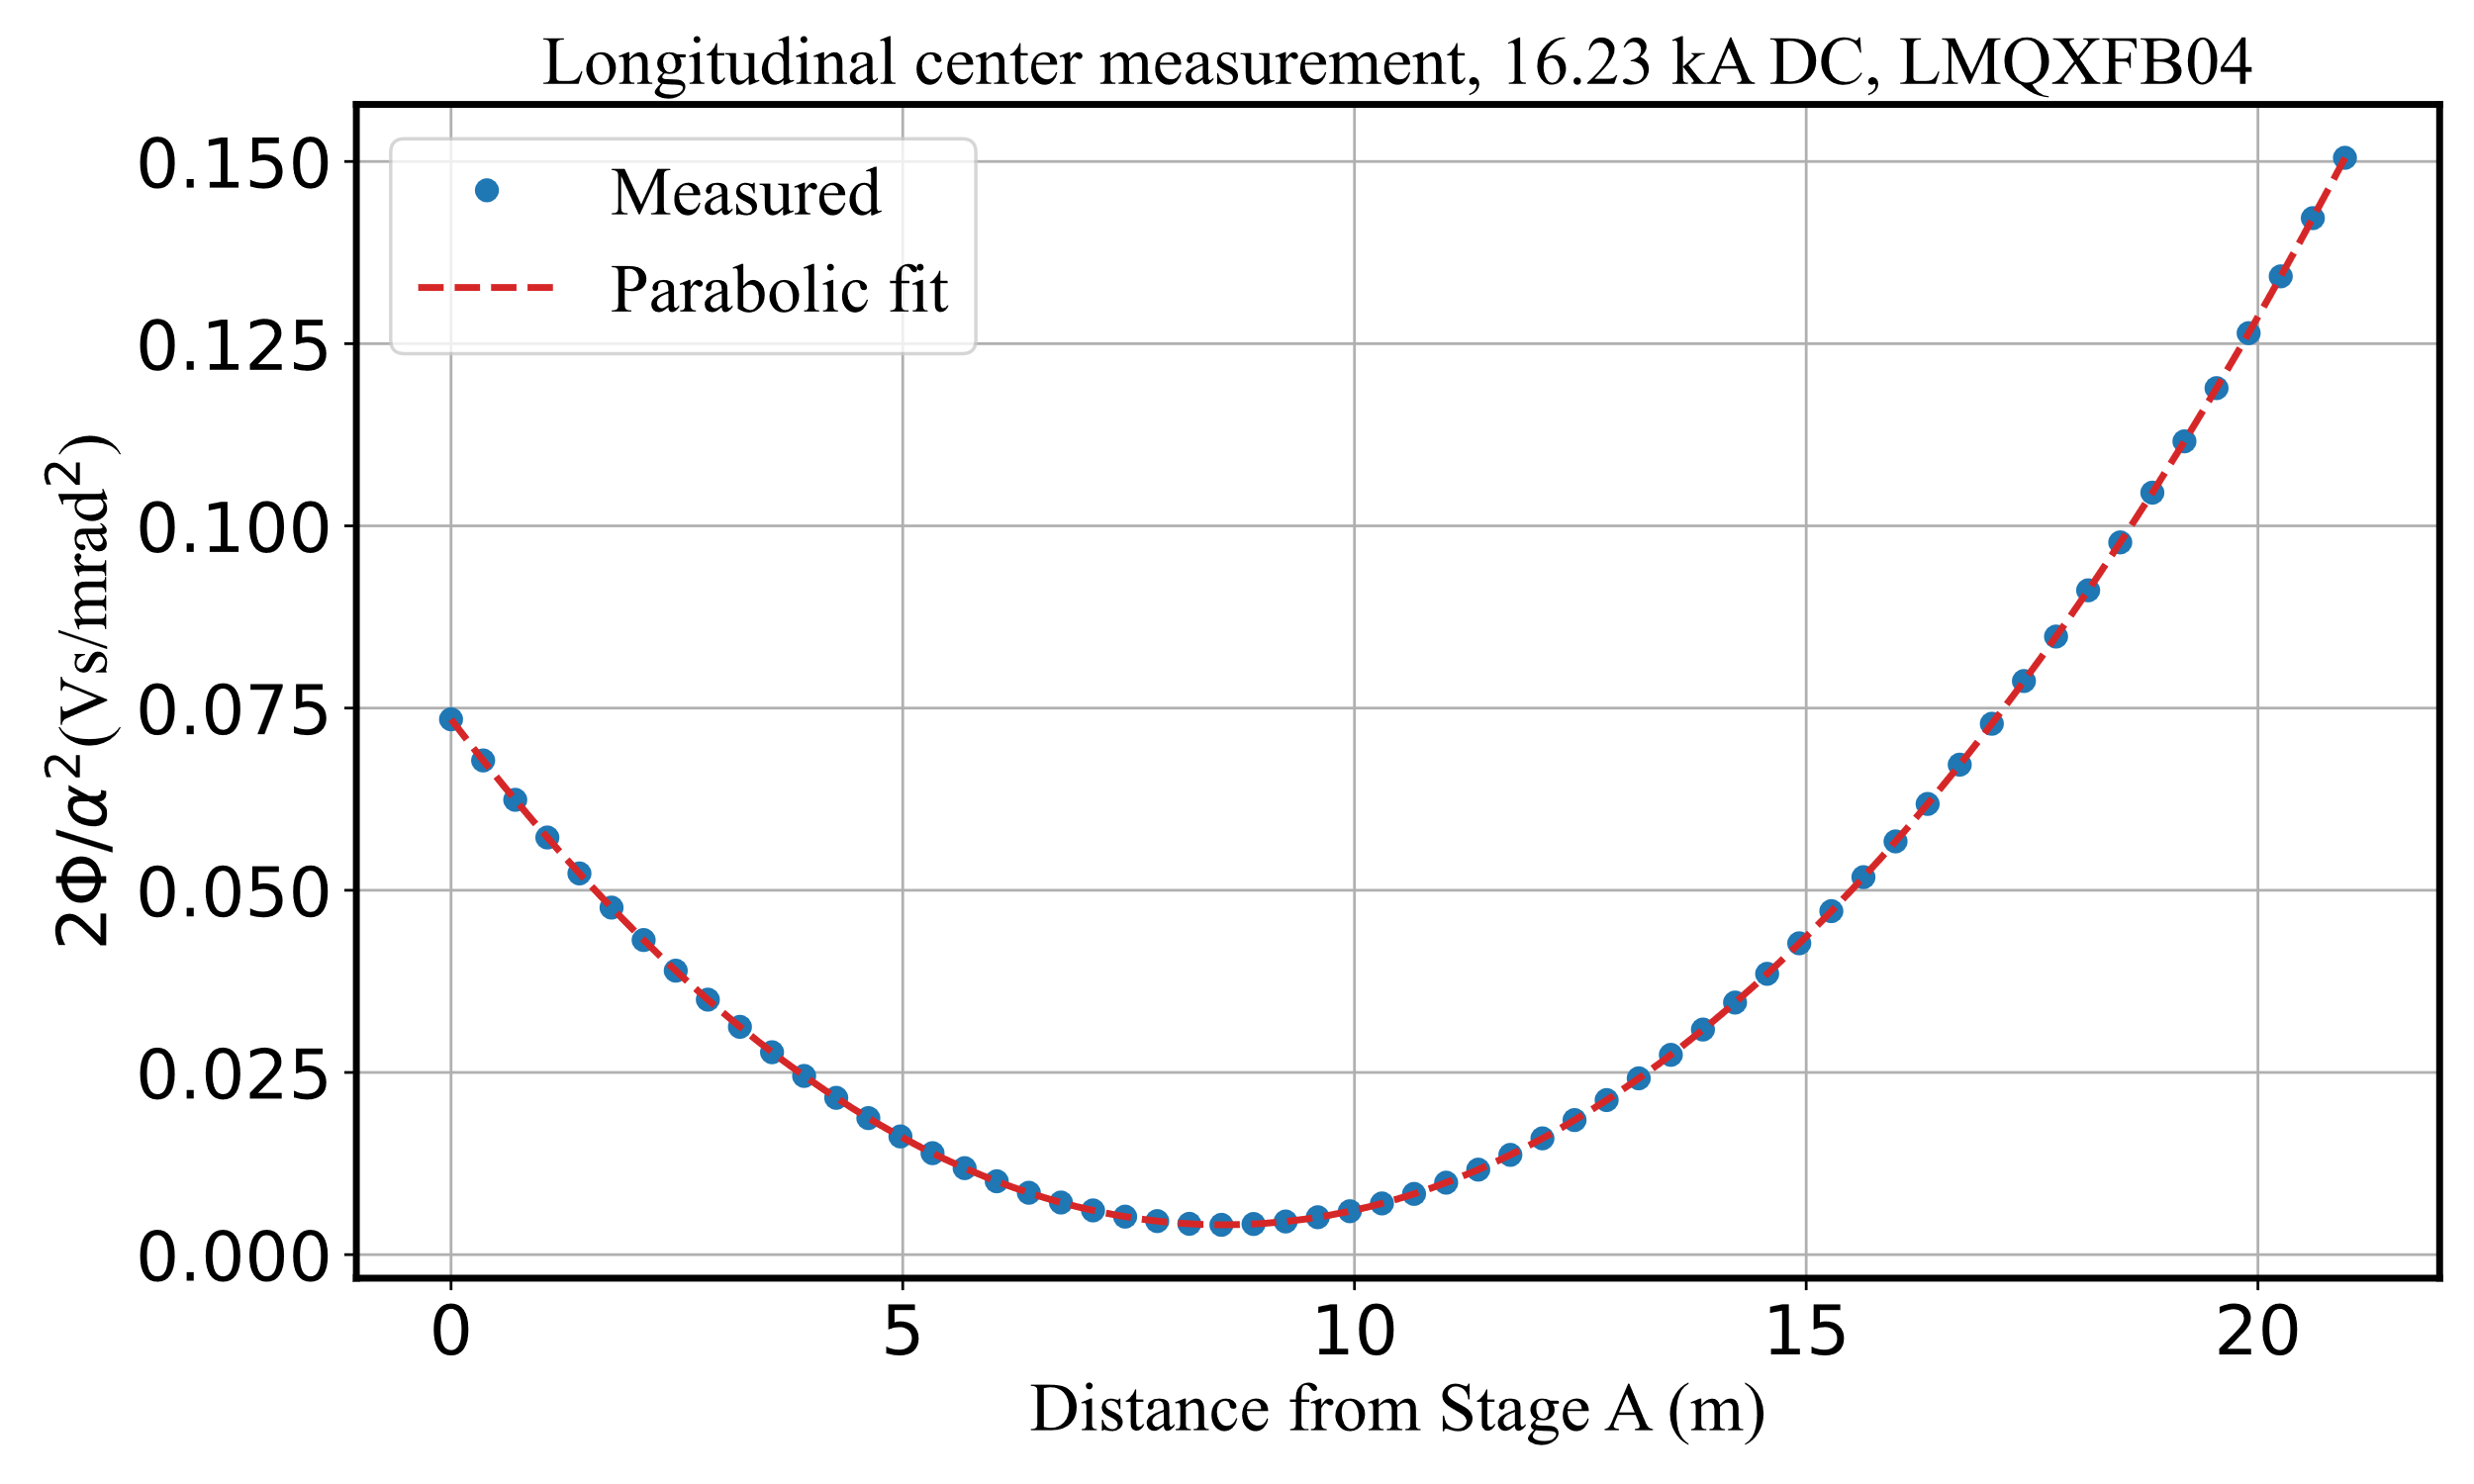 Longitudinal center measurement, 16.23 kA DC, LMQXFB04
Measured
Parabolic fit
2Φ/α² (Vs/mrad²)
0.150
0.125
0.100
0.075
0.050
0.025
0.000
0 5 10 15 20
Distance from Stage A (m)